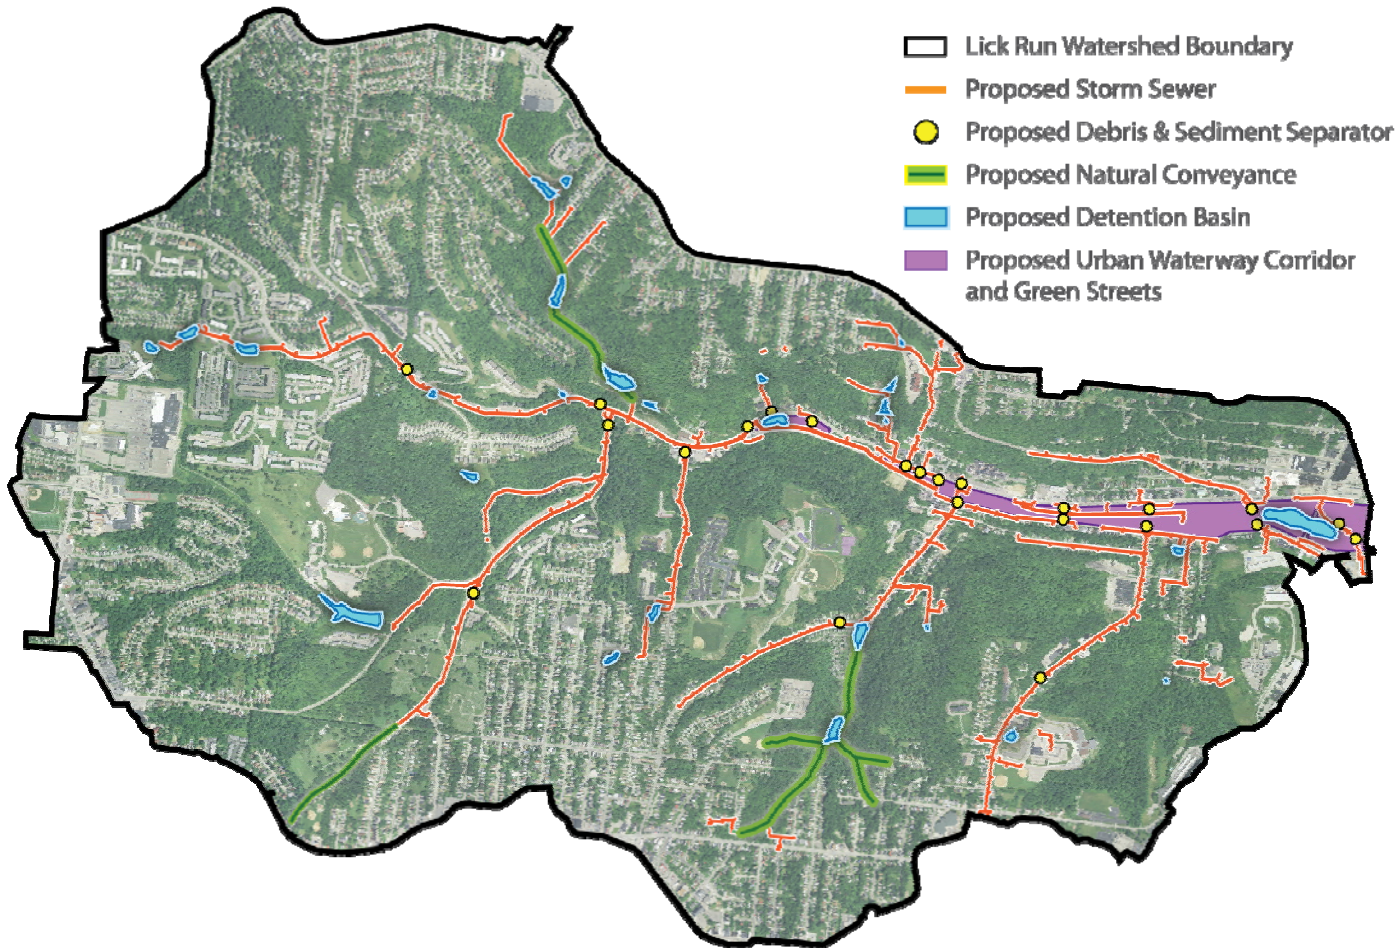 Lick Run Watershed Boundary
Proposed Storm Sewer
Proposed Debris & Sediment Separator
Proposed Natural Conveyance
Proposed Detention Basin
Proposed Urban Waterway Corridor
and Green Streets